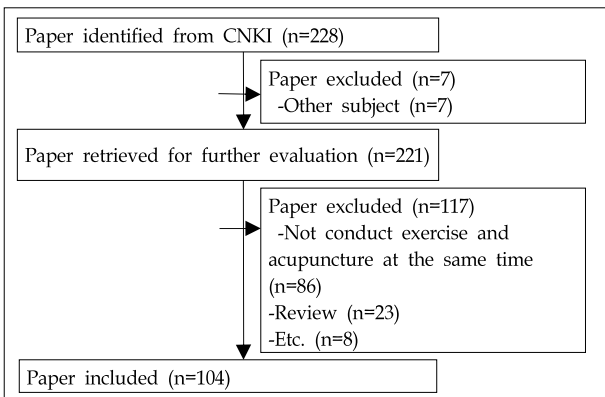 Paper identified from CNKI (n=228)
Paper excluded (n=7)
-Other subject (n=7)
Paper retrieved for further evaluation (n=221)
Paper excluded (n=117)
-Not conduct exercise and
acupuncture at the same time
(n=86)
-Review (n=23)
-Etc. (n=8)
Paper included (n=104)